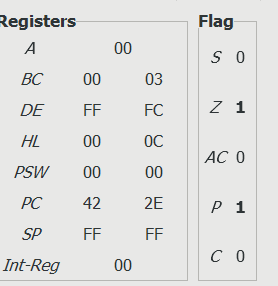 Registers Flag
A 00
BC 00 03
DE FF FC
HL 00 0C
PSW 00 00
PC 42 2E
SP FF FF
Int-Reg 00
S 0
Z 1
AC 0
P 1
C 0